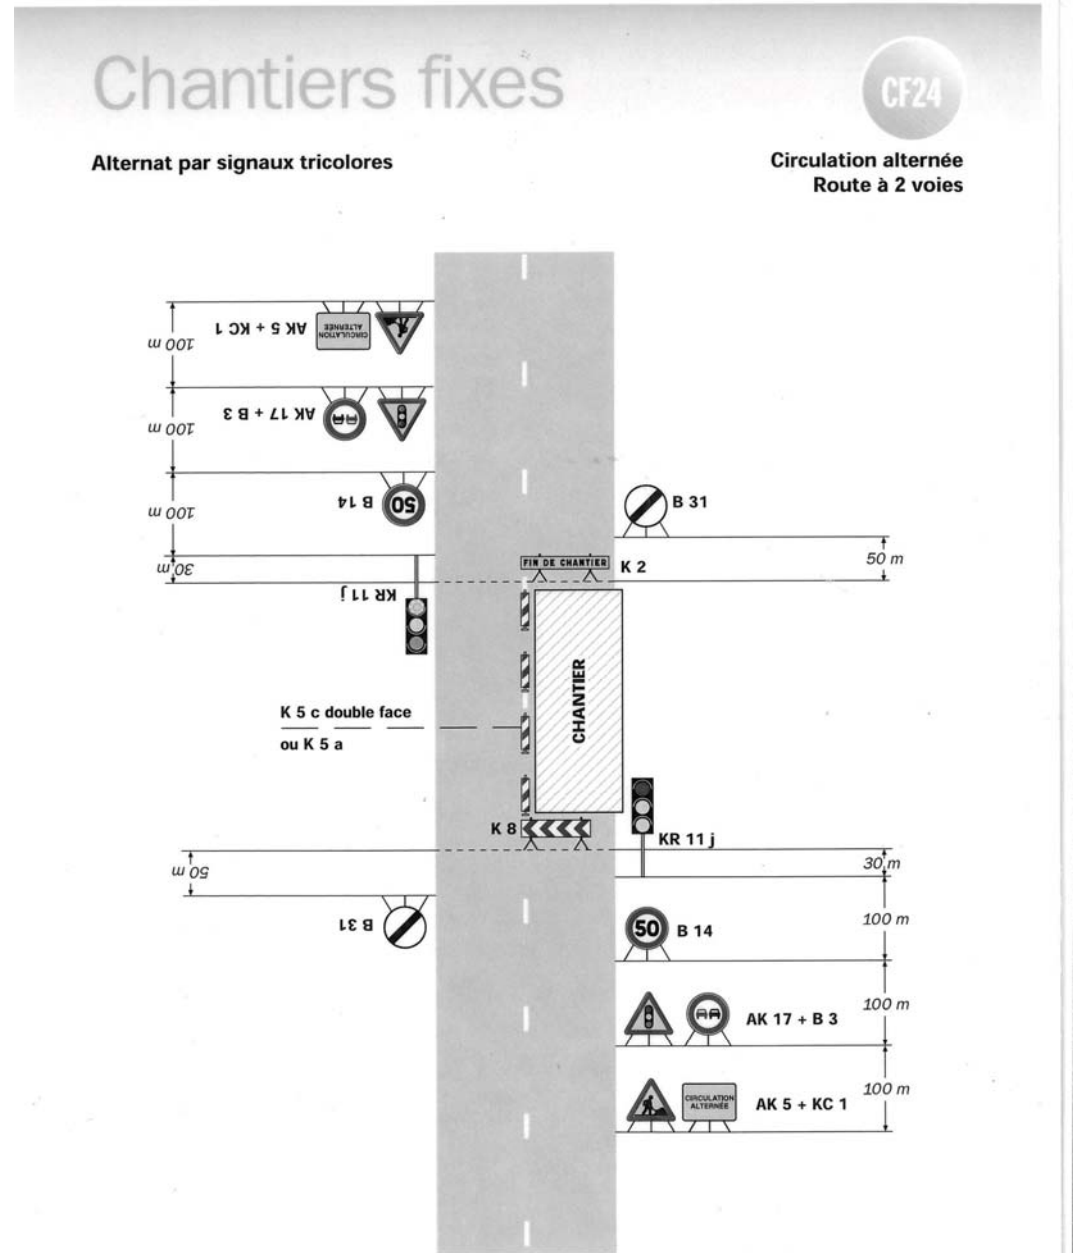 Chantiers fixes
CF24
Alternat par signaux tricolores
Circulation alternée
Route à 2 voies
AK 5 + KC 1
CIRCULATION
ALTERNÉE
100 m
AK 17 + B 3
100 m
B 14
50
100 m
B 31
FIN DE CHANTIER
K 2
50 m
30 m
KR 11 j
CHANTIER
K 5 c double face
ou K 5 a
K 8
KR 11 j
50 m
30 m
B 31
50
B 14
100 m
AK 17 + B 3
100 m
CIRCULATION
ALTERNÉE
AK 5 + KC 1
100 m